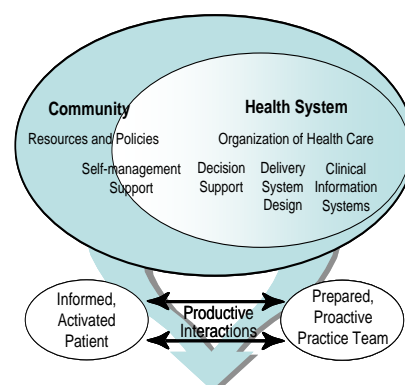 Community
Resources and Policies
Health System
Organization of Health Care
Self-management
Support
Decision
Support
Delivery
System
Design
Clinical
Information
Systems
Informed,
Activated
Patient
Productive
Interactions
Prepared,
Proactive
Practice Team